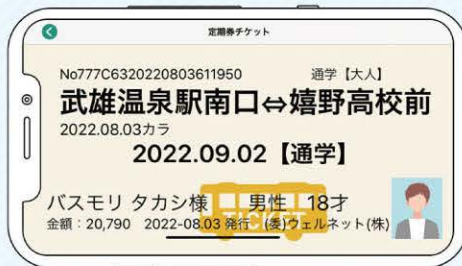 定期券チケット
No777C6320220803611950 通学【大人】
武雄温泉駅南口⇔嬉野高校前
2022.08.03カラ
2022.09.02【通学】
バスモリ タカシ様 男性 18才
TICKET
金額：20,790 2022-08.03 発行 (委)ウェルネット(株)